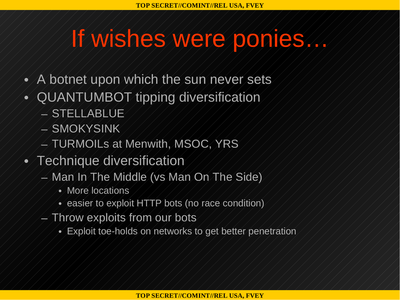 TOP SECRET//COMINT//REL USA, FVEY
If wishes were ponies…
• A botnet upon which the sun never sets
• QUANTUMBOT tipping diversification
– STELLABLUE
– SMOKYSINK
– TURMOILs at Menwith, MSOC, YRS
• Technique diversification
– Man In The Middle (vs Man On The Side)
• More locations
• easier to exploit HTTP bots (no race condition)
– Throw exploits from our bots
• Exploit toe-holds on networks to get better penetration
TOP SECRET//COMINT//REL USA, FVEY